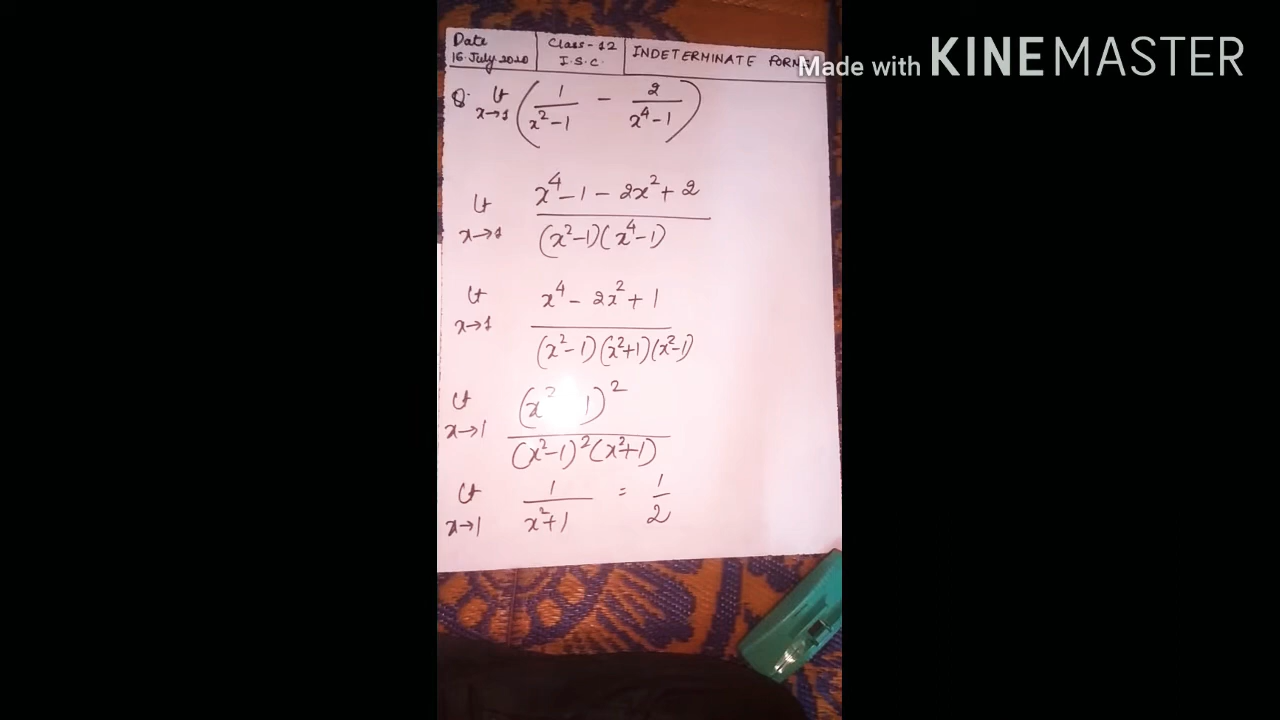 Made with KINEMASTER
Date
16 July 2020
Class - 12
I.S.C.
INDETERMINATE FORMS
Q. lt x→1 (1/(x²-1) - 2/(x⁴-1))
lt x→1 (x⁴-1-2x²+2)/((x²-1)(x⁴-1))
lt x→1 (x⁴-2x²+1)/((x²-1)(x²+1)(x²-1))
lt x→1 (x² 1)²/((x²-1)²(x²+1))
lt x→1 1/(x²+1) = 1/2